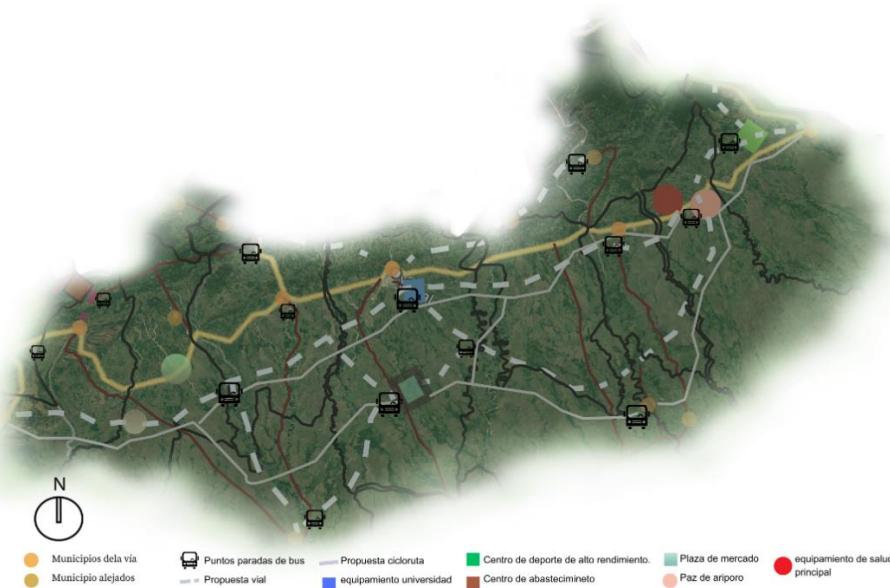 N
Municipios dela vía
Puntos paradas de bus
Propuesta cicloruta
Centro de deporte de alto rendimiento.
Plaza de mercado
equipamiento de salud
principal
Municipio alejados
Propuesta vial
equipamiento universidad
Centro de abastecimineto
Paz de ariporo